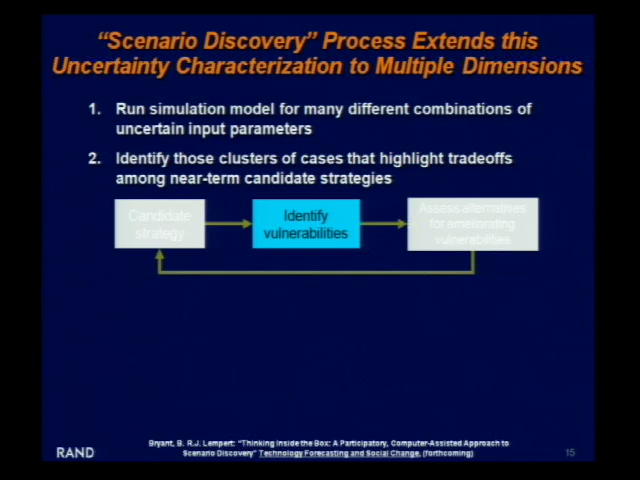 “Scenario Discovery” Process Extends this
Uncertainty Characterization to Multiple Dimensions
1. Run simulation model for many different combinations of
uncertain input parameters
2. Identify those clusters of cases that highlight tradeoffs
among near-term candidate strategies
Candidate
strategy
Identify
vulnerabilities
Assess alternatives
for ameliorating
vulnerabilities
RAND
Bryant, B. R.J. Lempert: “Thinking Inside the Box: A Participatory, Computer-Assisted Approach to
Scenario Discovery” Technology Forecasting and Social Change, (forthcoming)
15